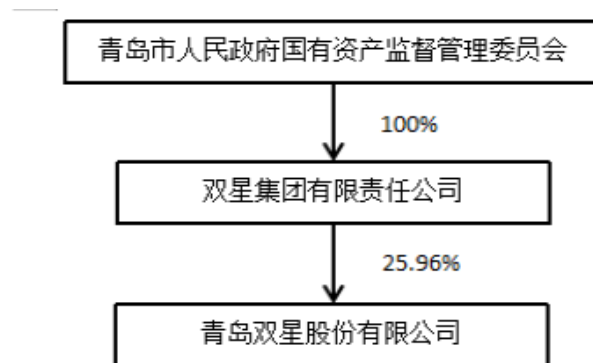 青岛市人民政府国有资产监督管理委员会
100%
双星集团有限责任公司
25.96%
青岛双星股份有限公司